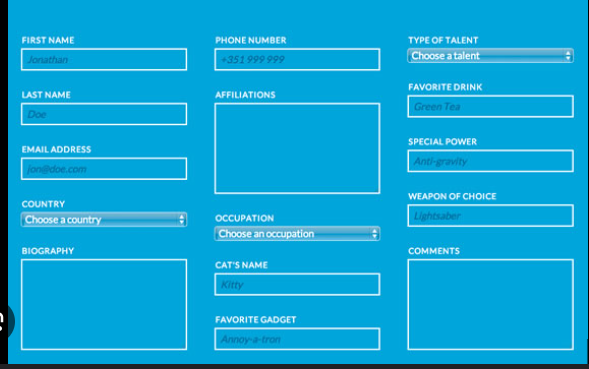 FIRST NAME
Jonathan
LAST NAME
Doe
EMAIL ADDRESS
jon@doe.com
COUNTRY
Choose a country
BIOGRAPHY
PHONE NUMBER
+351 999 999
AFFILIATIONS
OCCUPATION
Choose an occupation
CAT'S NAME
Kitty
FAVORITE GADGET
Annoy-a-tron
TYPE OF TALENT
Choose a talent
FAVORITE DRINK
Green Tea
SPECIAL POWER
Anti-gravity
WEAPON OF CHOICE
Lightsaber
COMMENTS